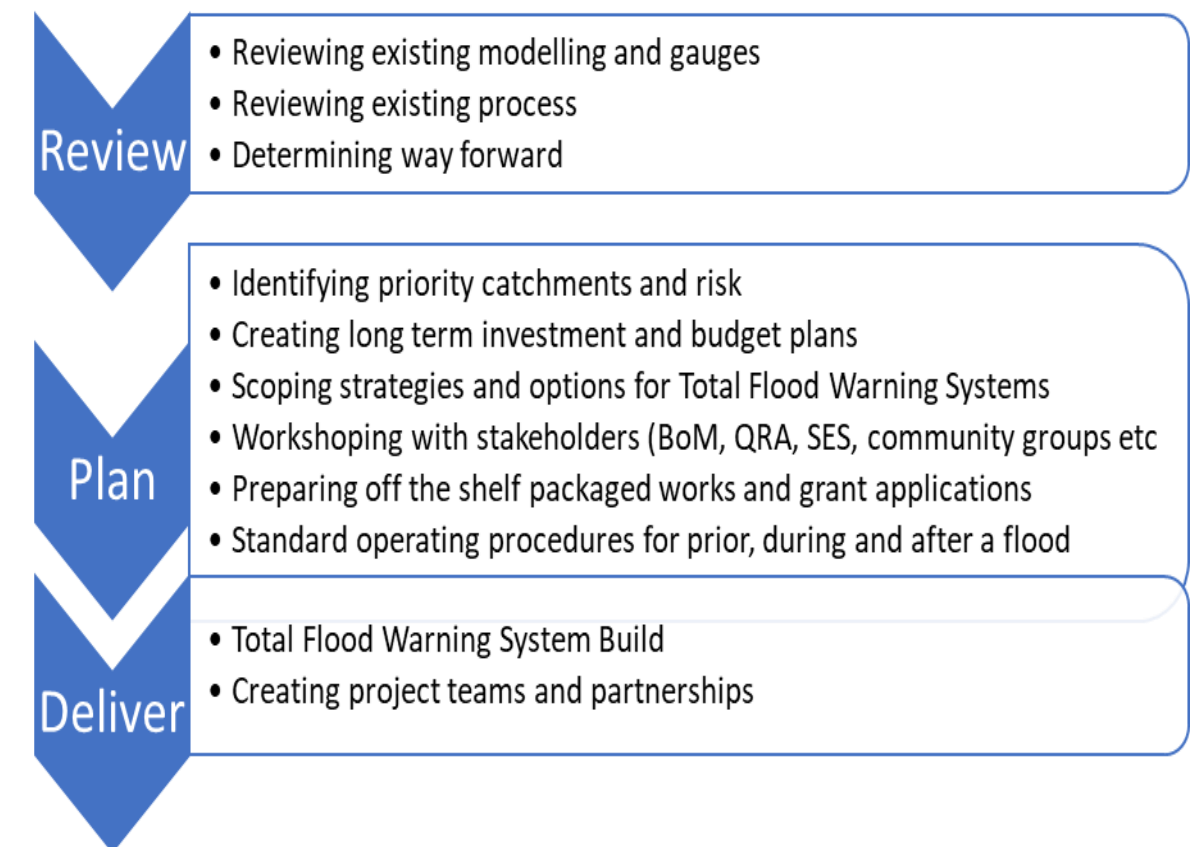 Review
• Reviewing existing modelling and gauges
• Reviewing existing process
• Determining way forward
Plan
• Identifying priority catchments and risk
• Creating long term investment and budget plans
• Scoping strategies and options for Total Flood Warning Systems
• Workshoping with stakeholders (BoM, QRA, SES, community groups etc
• Preparing off the shelf packaged works and grant applications
• Standard operating procedures for prior, during and after a flood
Deliver
• Total Flood Warning System Build
• Creating project teams and partnerships